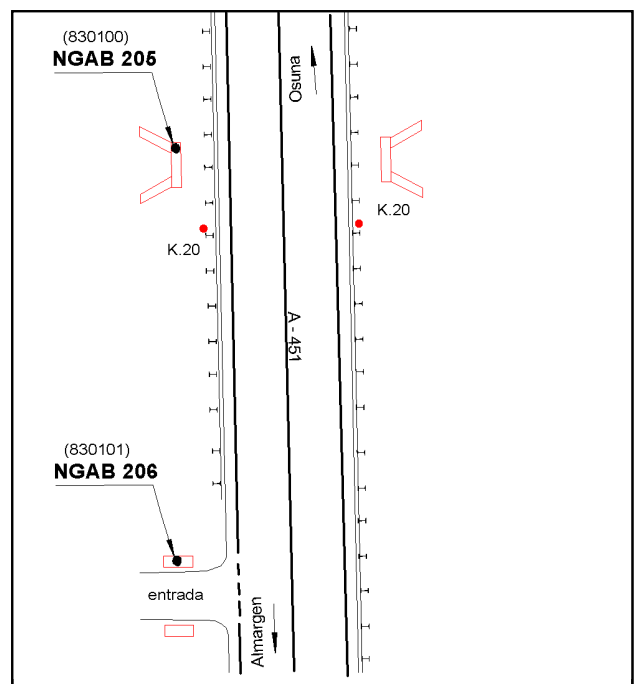 (830100)
NGAB 205
Osuna
K.20
K.20
A - 451
(830101)
NGAB 206
entrada
Almargen